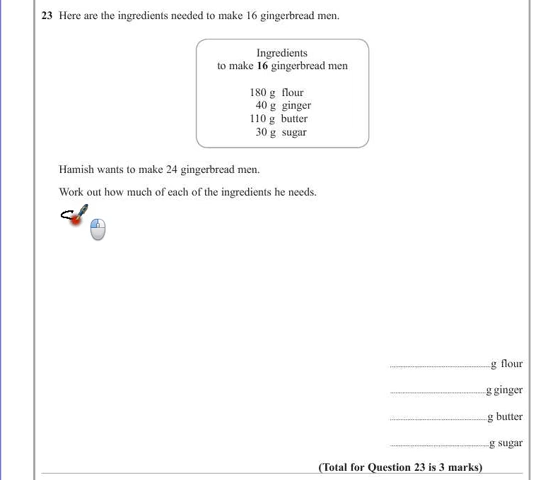 23 Here are the ingredients needed to make 16 gingerbread men.
Ingredients
to make 16 gingerbread men
180 g flour
40 g ginger
110 g butter
30 g sugar
Hamish wants to make 24 gingerbread men.
Work out how much of each of the ingredients he needs.
..............................g flour
..............................g ginger
..............................g butter
..............................g sugar
(Total for Question 23 is 3 marks)